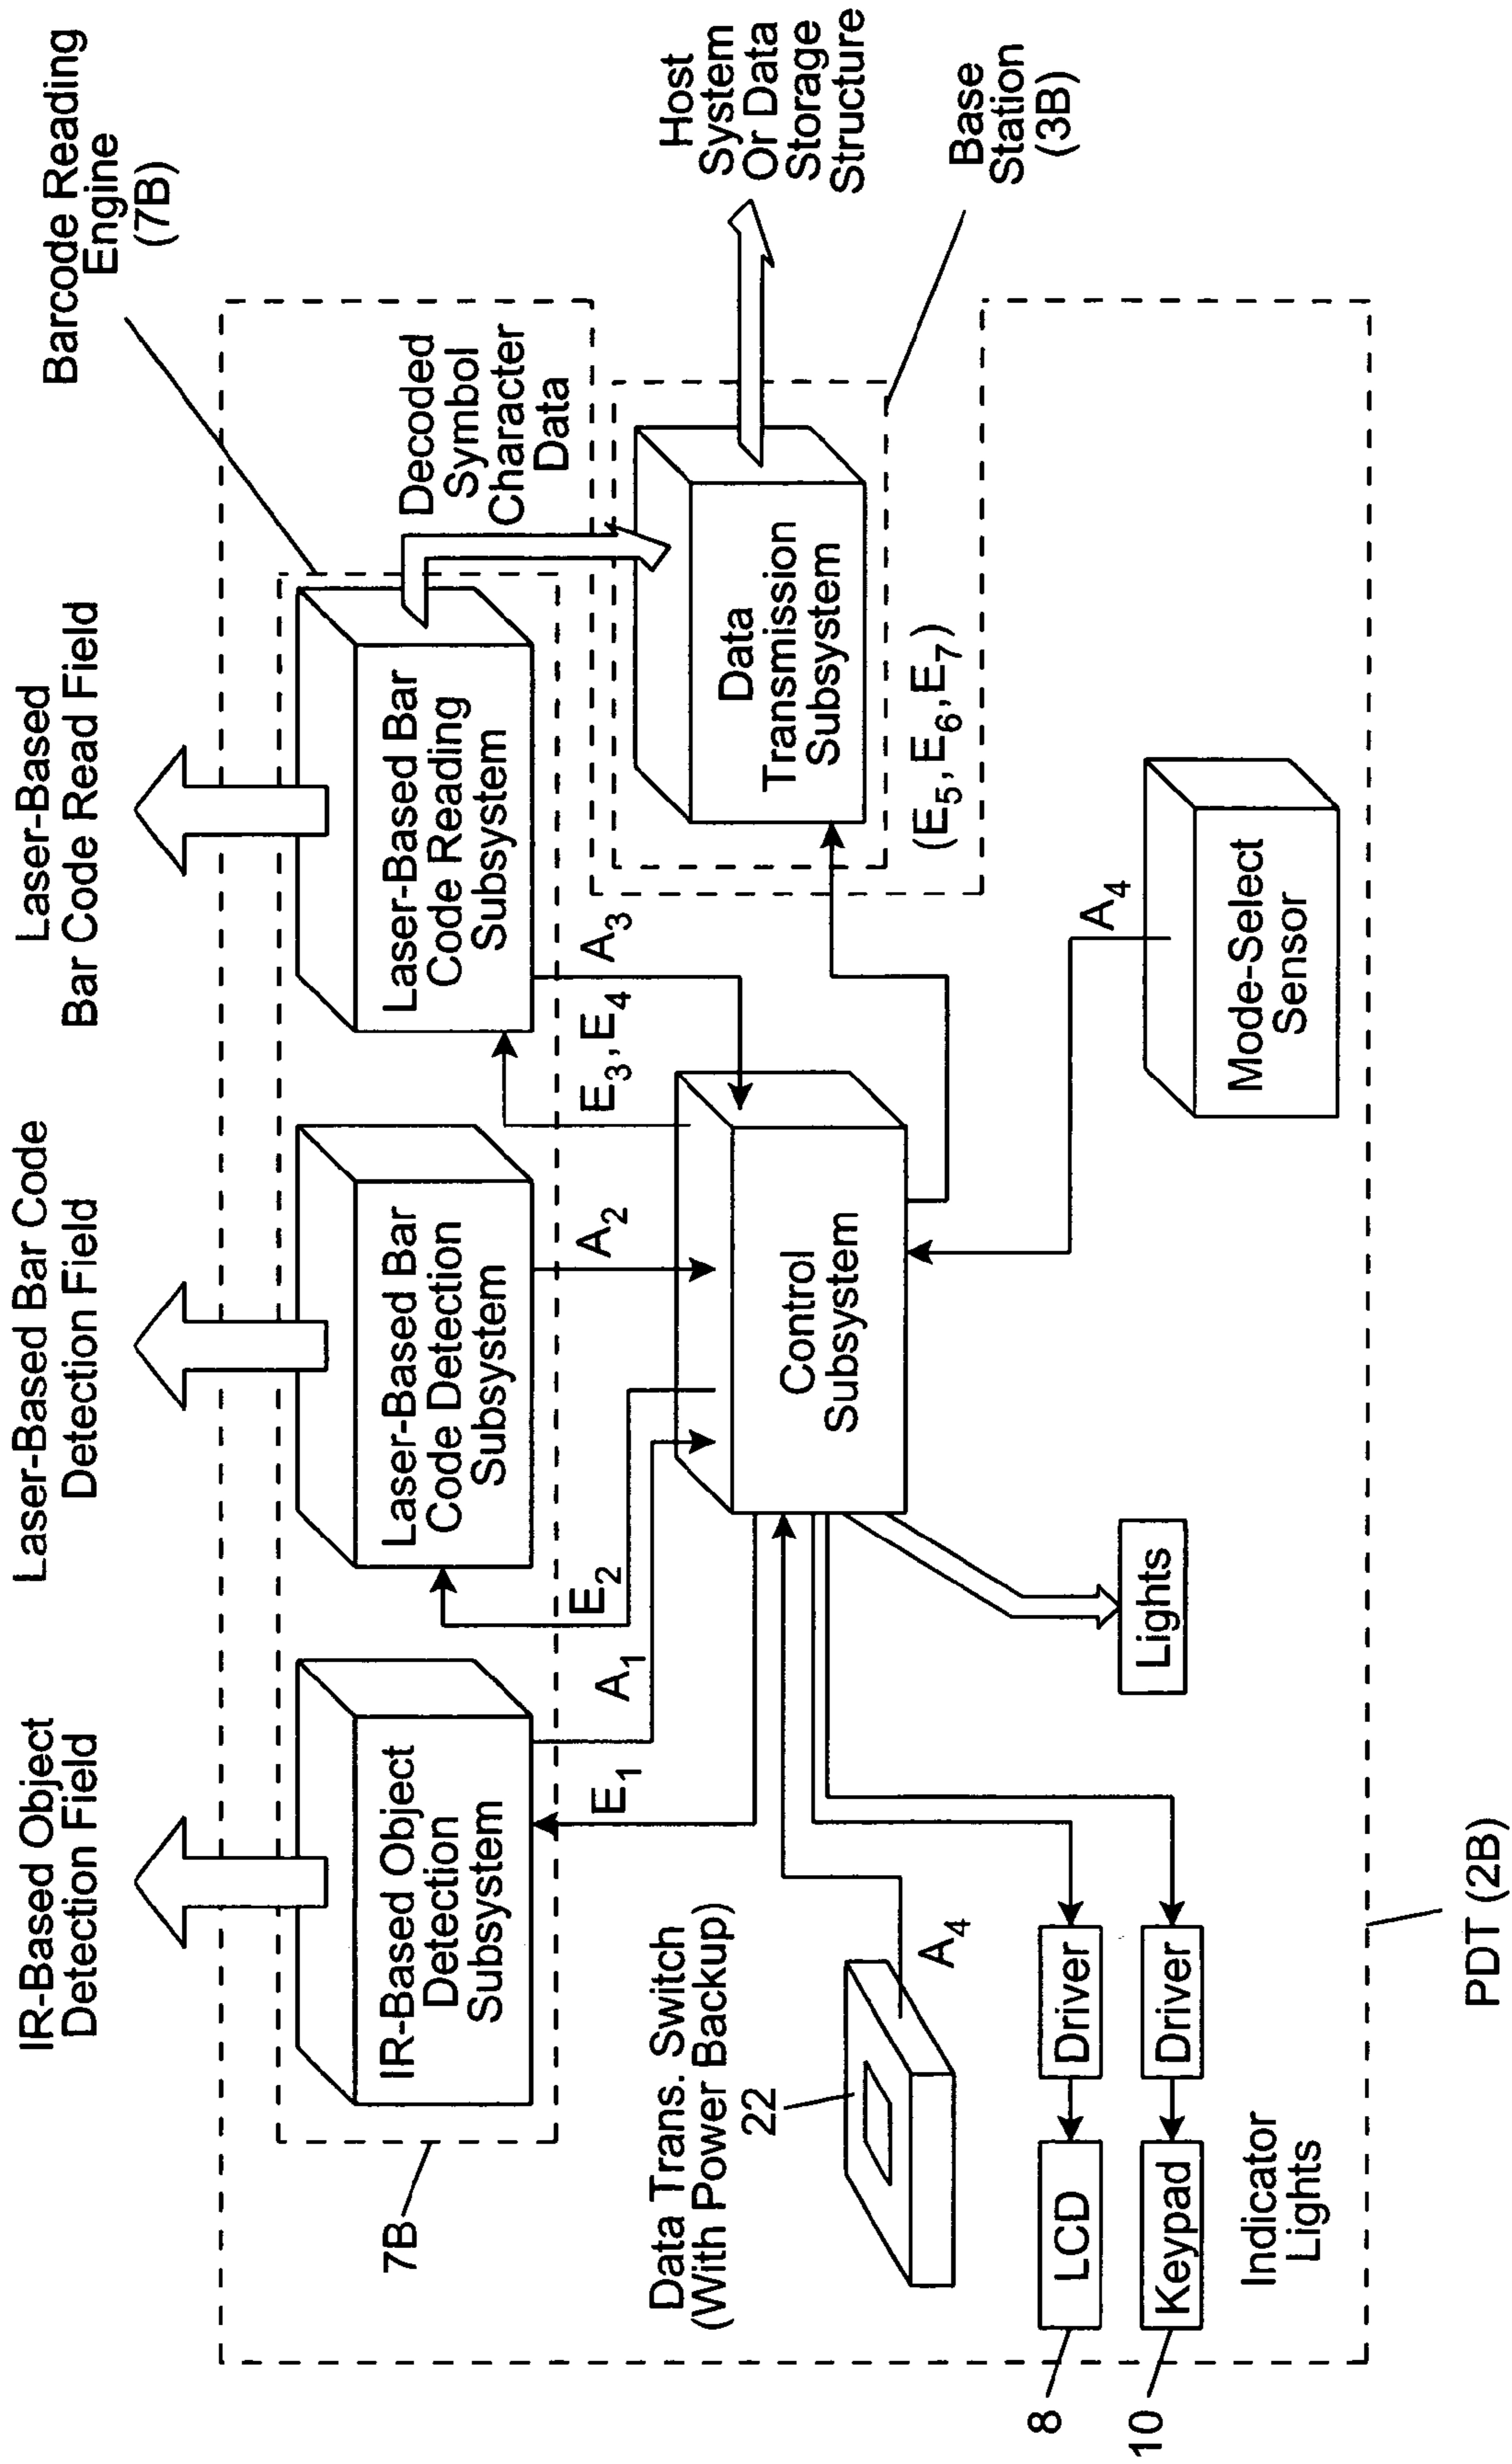 IR-Based Object
Detection Field
Laser-Based Bar Code
Detection Field
Laser-Based
Bar Code Read Field
Barcode Reading
Engine
(7B)
IR-Based Object
Detection
Subsystem
Laser-Based Bar
Code Detection
Subsystem
Laser-Based Bar
Code Reading
Subsystem
Decoded
Symbol
Character
Data
7B
E1
A1
E2
A2
E3, E4
A3
Host
System
Or Data
Storage
Structure
Data
Transmission
Subsystem
Base
Station
(3B)
(E5, E6, E7)
Control
Subsystem
Data Trans. Switch
(With Power Backup)
22
A4
A4
Mode-Select
Sensor
8
LCD
Driver
10
Keypad
Driver
Lights
Indicator
Lights
PDT (2B)